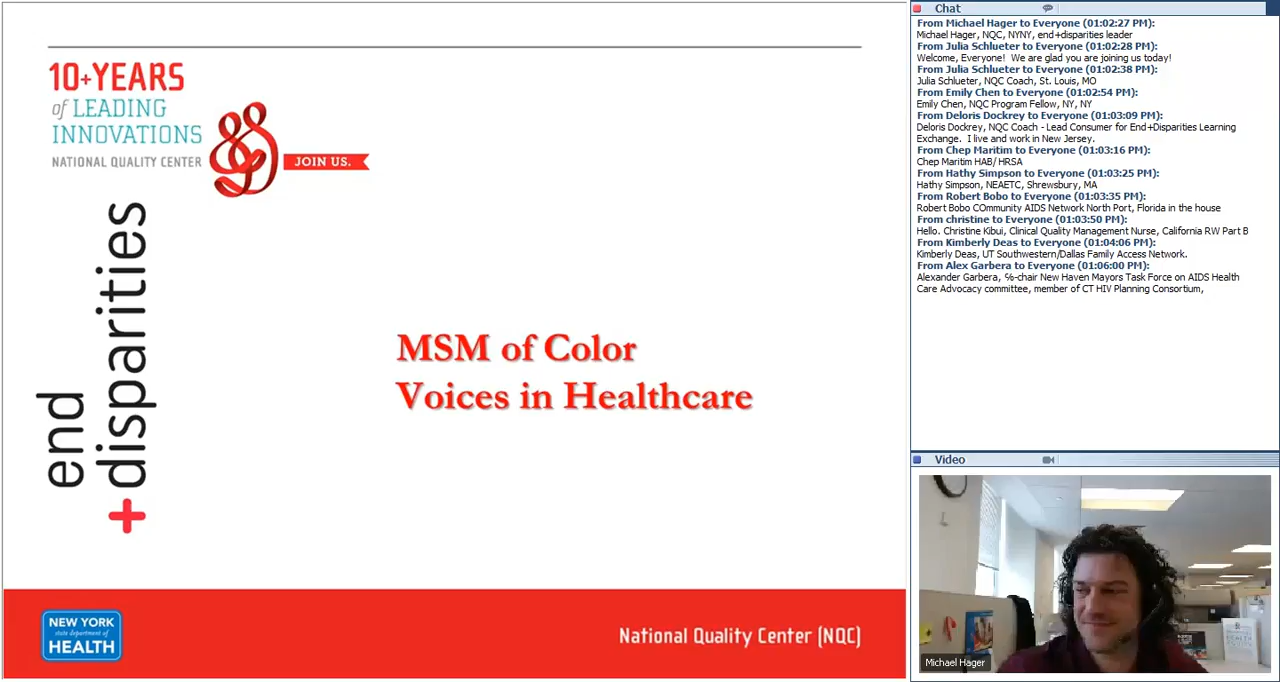 10+YEARS
of LEADING
INNOVATIONS
NATIONAL QUALITY CENTER
JOIN US.
end
+disparities
MSM of Color
Voices in Healthcare
NEW YORK
state department of
HEALTH
National Quality Center (NQC)
Chat
From Michael Hager to Everyone (01:02:27 PM):
Michael Hager, NQC, NYNY, end+disparities leader
From Julia Schlueter to Everyone (01:02:28 PM):
Welcome, Everyone!  We are glad you are joining us today!
From Julia Schlueter to Everyone (01:02:38 PM):
Julia Schlueter, NQC Coach, St. Louis, MO
From Emily Chen to Everyone (01:02:54 PM):
Emily Chen, NQC Program Fellow, NY, NY
From Deloris Dockrey to Everyone (01:03:09 PM):
Deloris Dockrey, NQC Coach - Lead Consumer for End+Disparities Learning
Exchange.  I live and work in New Jersey.
From Chep Maritim to Everyone (01:03:16 PM):
Chep Maritim HAB/ HRSA
From Hathy Simpson to Everyone (01:03:25 PM):
Hathy Simpson, NEAETC, Shrewsbury, MA
From Robert Bobo to Everyone (01:03:35 PM):
Robert Bobo COmmunity AIDS Network North Port, Florida in the house
From christine to Everyone (01:03:50 PM):
Hello. Christine Kibui, Clinical Quality Management Nurse, California RW Part B
From Kimberly Deas to Everyone (01:04:06 PM):
Kimberly Deas, UT Southwestern/Dallas Family Access Network.
From Alex Garbera to Everyone (01:06:00 PM):
Alexander Garbera, ℅-chair New Haven Mayors Task Force on AIDS Health
Care Advocacy committee, member of CT HIV Planning Consortium,
Video
Michael Hager